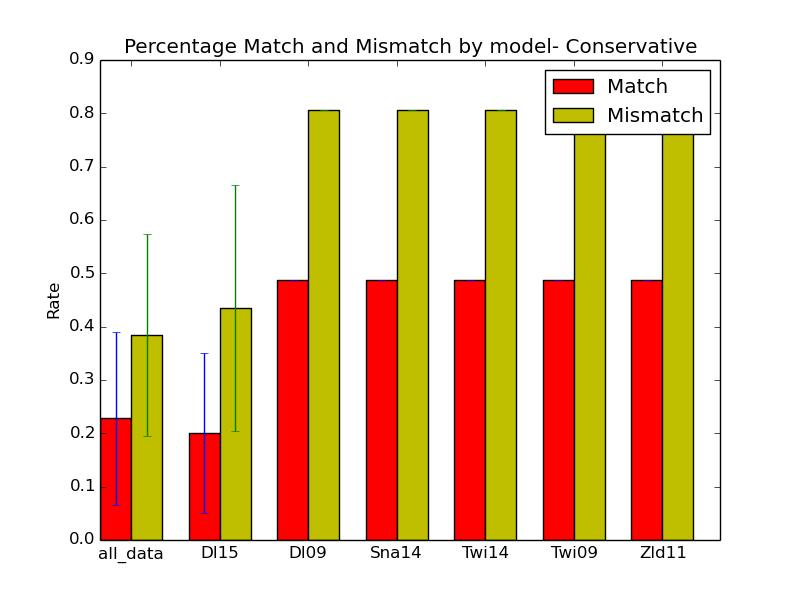 Percentage Match and Mismatch by model- Conservative
Match
Mismatch
Rate
0.9
0.8
0.7
0.6
0.5
0.4
0.3
0.2
0.1
0.0
all_data Dl15 Dl09 Sna14 Twi14 Twi09 Zld11